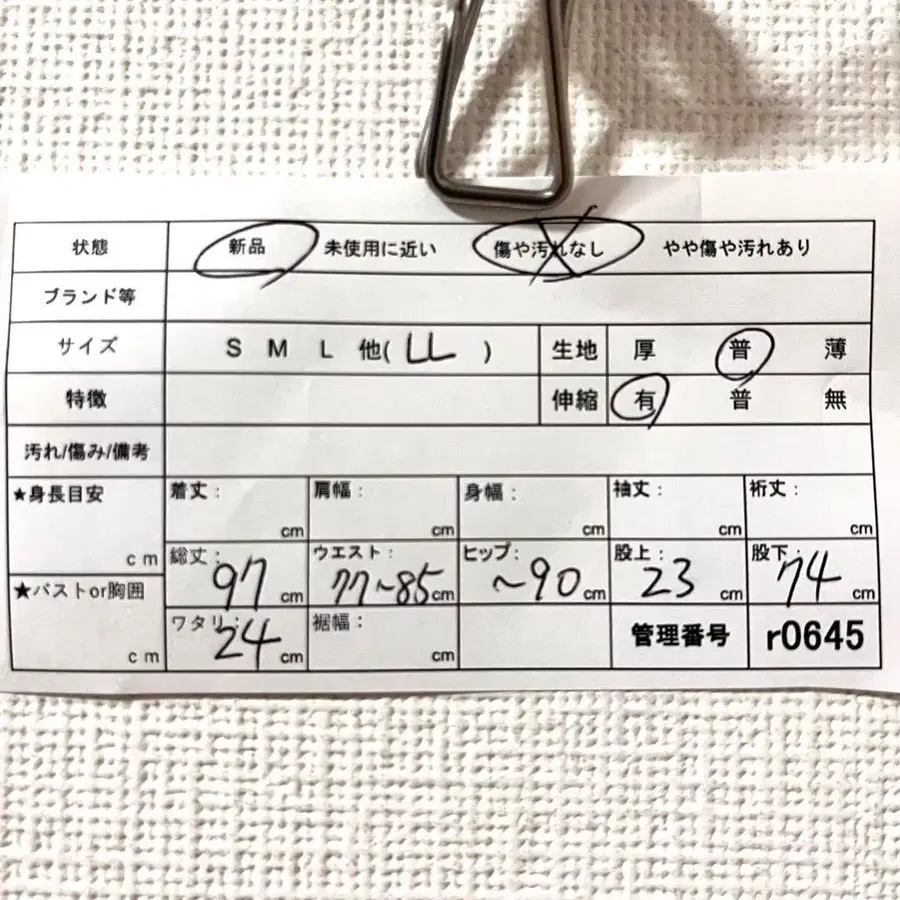 状態 新品 未使用に近い 傷や汚れなし やや傷や汚れあり
ブランド等
サイズ S M L 他( LL ) 生地 厚 普 薄
特徴 伸縮 有 普 無
汚れ/傷み/備考
★身長目安 cm 着丈: cm 肩幅: cm 身幅: cm 袖丈: cm 裄丈: cm
総丈: 97 cm ウエスト: 77~85 cm ヒップ: ~90 cm 股上: 23 cm 股下: 74 cm
★バストor胸囲 cm ワタリ: 24 cm 裾幅: cm 管理番号 r0645